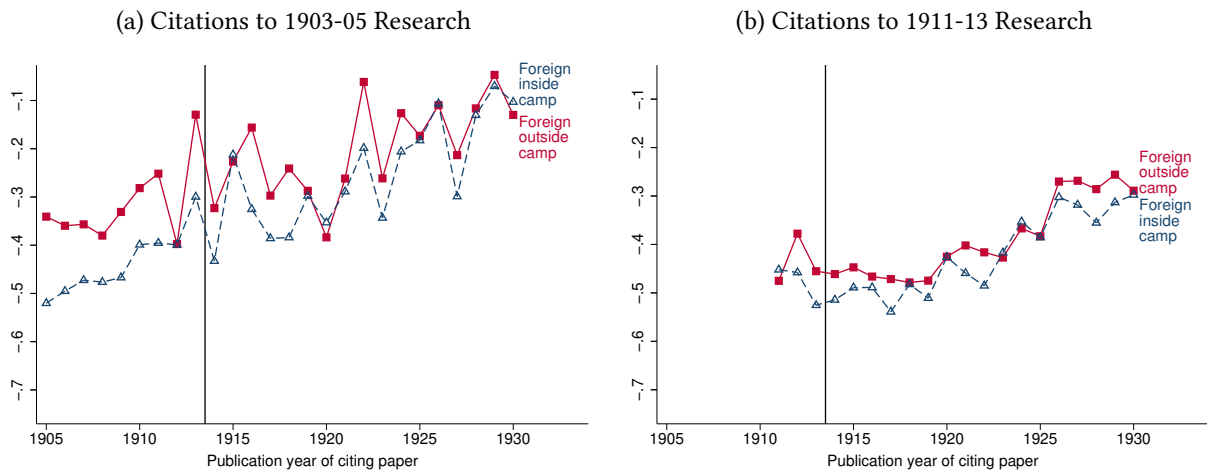 (a) Citations to 1903-05 Research
Foreign
inside
camp
Foreign
outside
camp
-.1
-.2
-.3
-.4
-.5
-.6
-.7
1905
1910
1915
1920
1925
1930
Publication year of citing paper
(b) Citations to 1911-13 Research
Foreign
outside
camp
Foreign
inside
camp
-.1
-.2
-.3
-.4
-.5
-.6
-.7
1905
1910
1915
1920
1925
1930
Publication year of citing paper